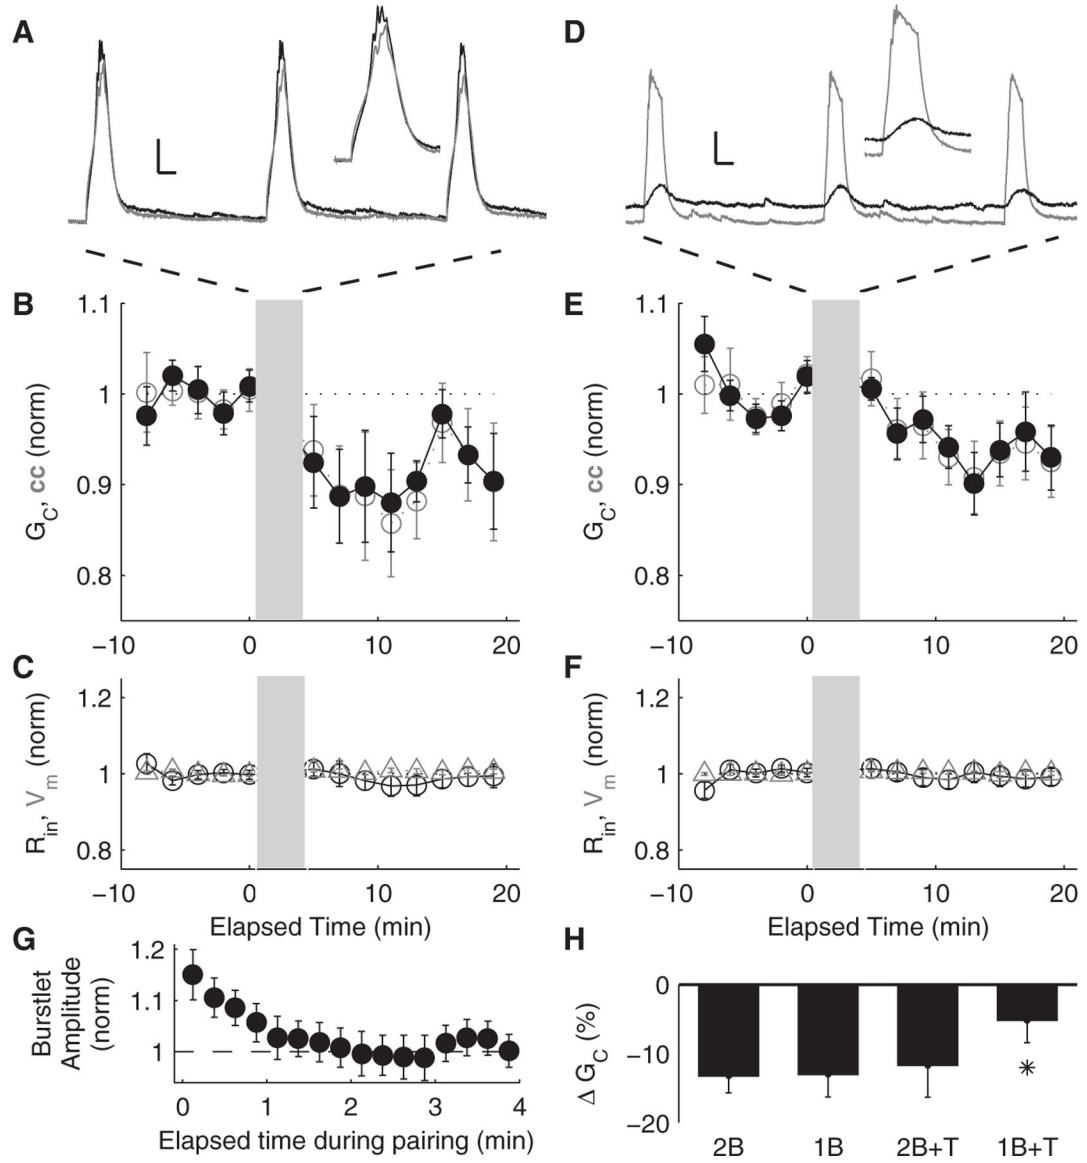 A
D
B
E
1.1
1
0.9
0.8
G_C, cc (norm)
−10
0
10
20
1.1
1
0.9
0.8
G_C, cc (norm)
−10
0
10
20
C
F
1.2
1
0.8
R_in, V_m (norm)
−10
0
10
20
Elapsed Time (min)
1.2
1
0.8
R_in, V_m (norm)
−10
0
10
20
Elapsed Time (min)
G
H
Burstlet
Amplitude
(norm)
1.2
1.1
1
0
1
2
3
4
Elapsed time during pairing (min)
Δ G_C (%)
0
−10
−20
*
2B
1B
2B+T
1B+T